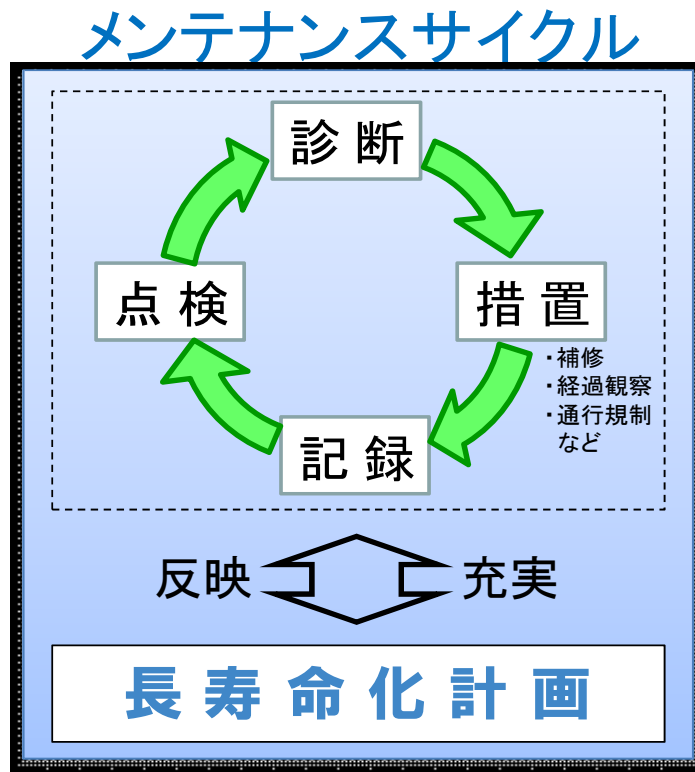 メンテナンスサイクル
診断
点検
措置
・補修
・経過観察
・通行規制
など
記録
反映
充実
長寿命化計画